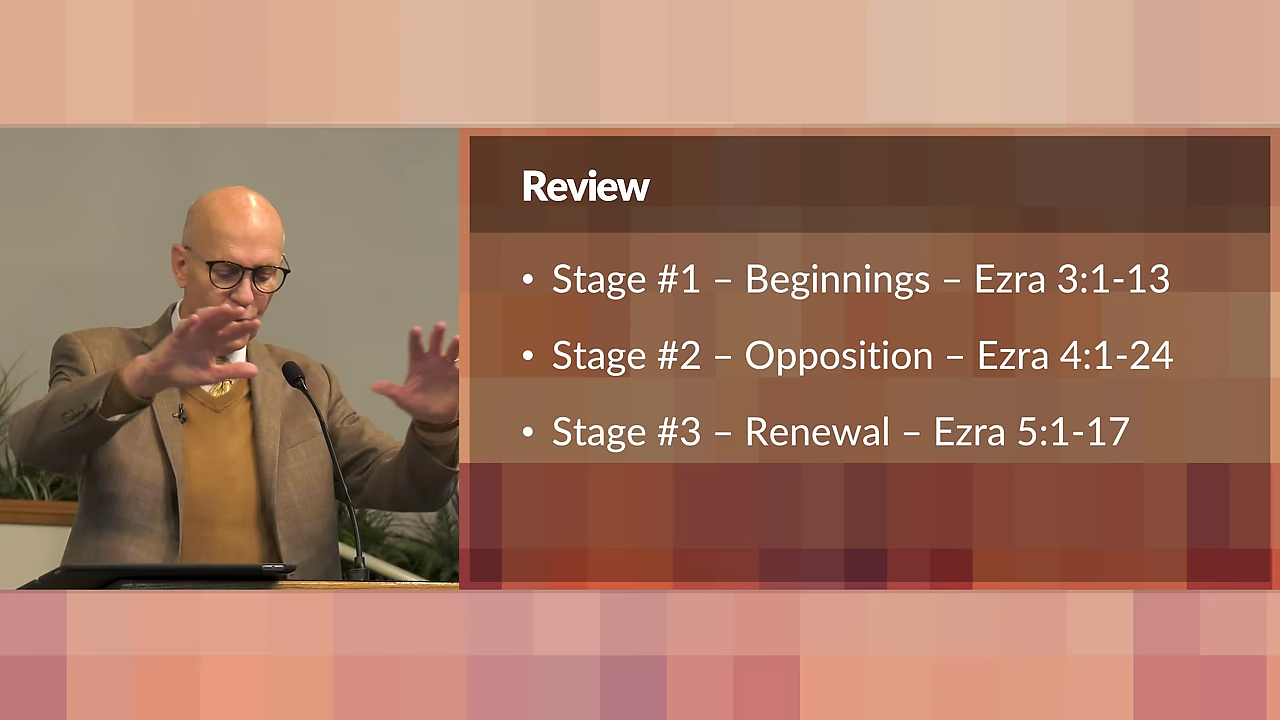 Review
• Stage #1 – Beginnings – Ezra 3:1-13
• Stage #2 – Opposition – Ezra 4:1-24
• Stage #3 – Renewal – Ezra 5:1-17